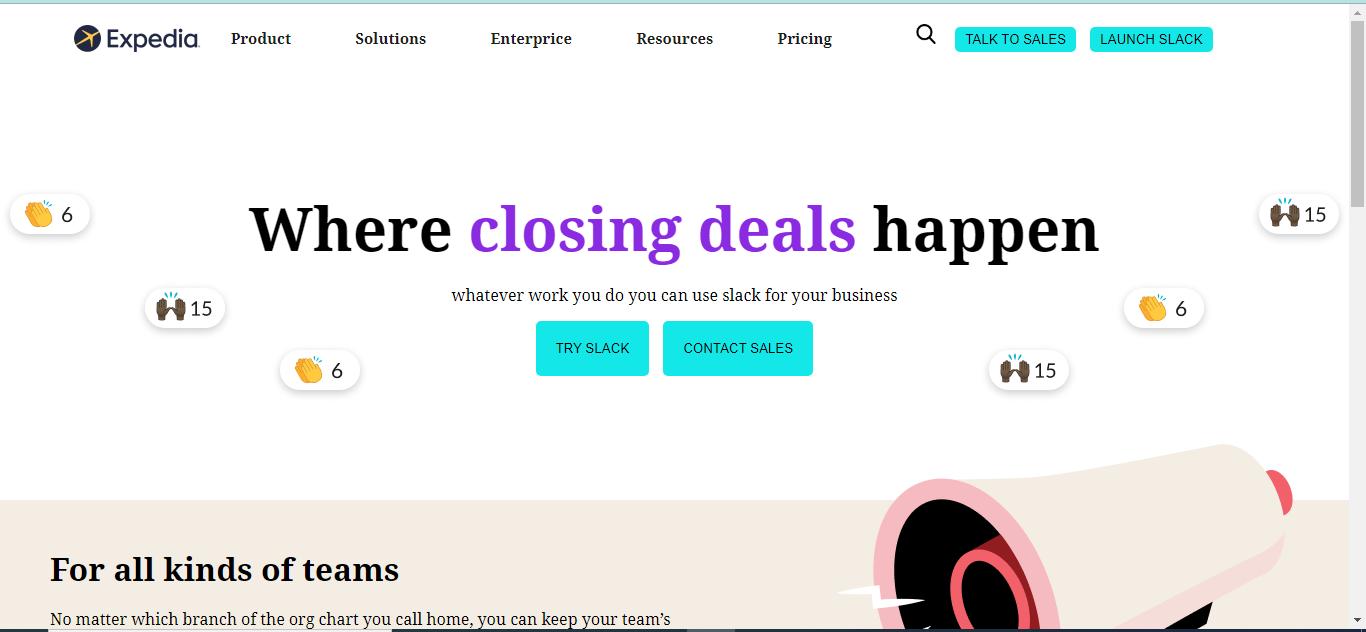 Expedia Product Solutions Enterprice Resources Pricing TALK TO SALES LAUNCH SLACK
6
15
Where closing deals happen
whatever work you do you can use slack for your business
15
6
TRY SLACK CONTACT SALES
6
15
For all kinds of teams
No matter which branch of the org chart you call home, you can keep your team’s